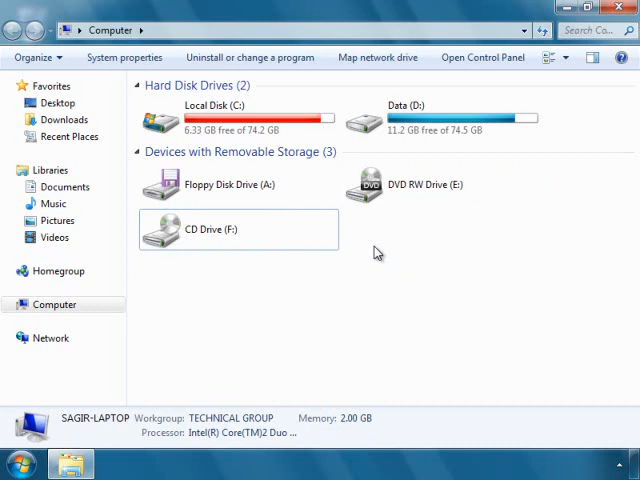 Computer
Search Co...
Organize System properties Uninstall or change a program Map network drive Open Control Panel
Favorites
Desktop
Downloads
Recent Places
Libraries
Documents
Music
Pictures
Videos
Homegroup
Computer
Network
Hard Disk Drives (2)
Local Disk (C:)
6.33 GB free of 74.2 GB
Data (D:)
11.2 GB free of 74.5 GB
Devices with Removable Storage (3)
Floppy Disk Drive (A:)
DVD
DVD RW Drive (E:)
CD Drive (F:)
SAGIR-LAPTOP Workgroup: TECHNICAL GROUP Memory: 2.00 GB
Processor: Intel(R) Core(TM)2 Duo ...